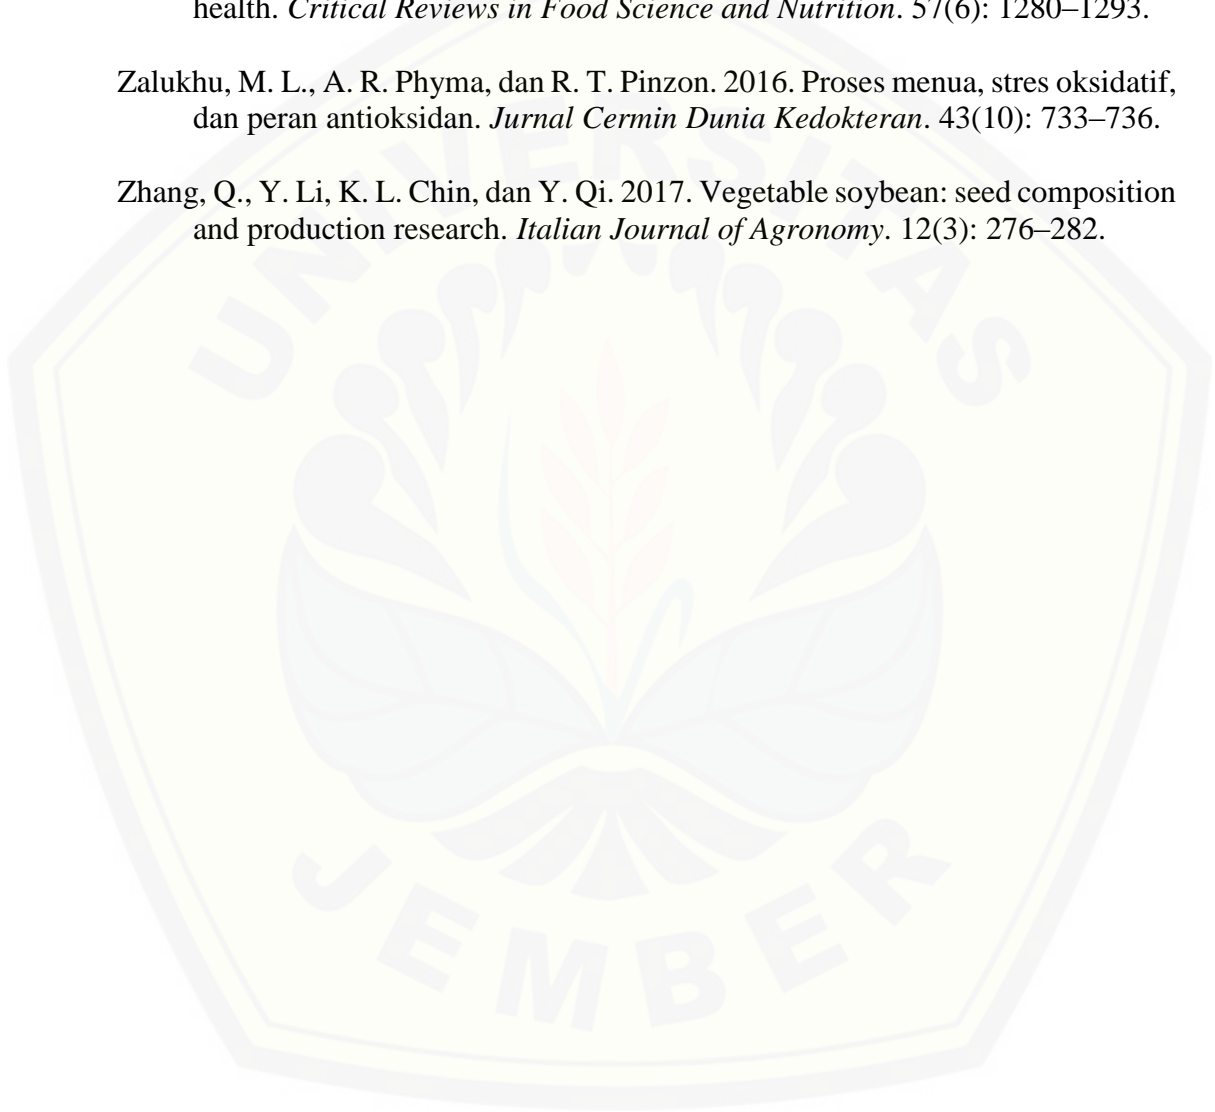 health. Critical Reviews in Food Science and Nutrition. 57(6): 1280–1293.
Zalukhu, M. L., A. R. Phyma, dan R. T. Pinzon. 2016. Proses menua, stres oksidatif,
dan peran antioksidan. Jurnal Cermin Dunia Kedokteran. 43(10): 733–736.
Zhang, Q., Y. Li, K. L. Chin, dan Y. Qi. 2017. Vegetable soybean: seed composition
and production research. Italian Journal of Agronomy. 12(3): 276–282.
UNIVERSITAS
JEMBER